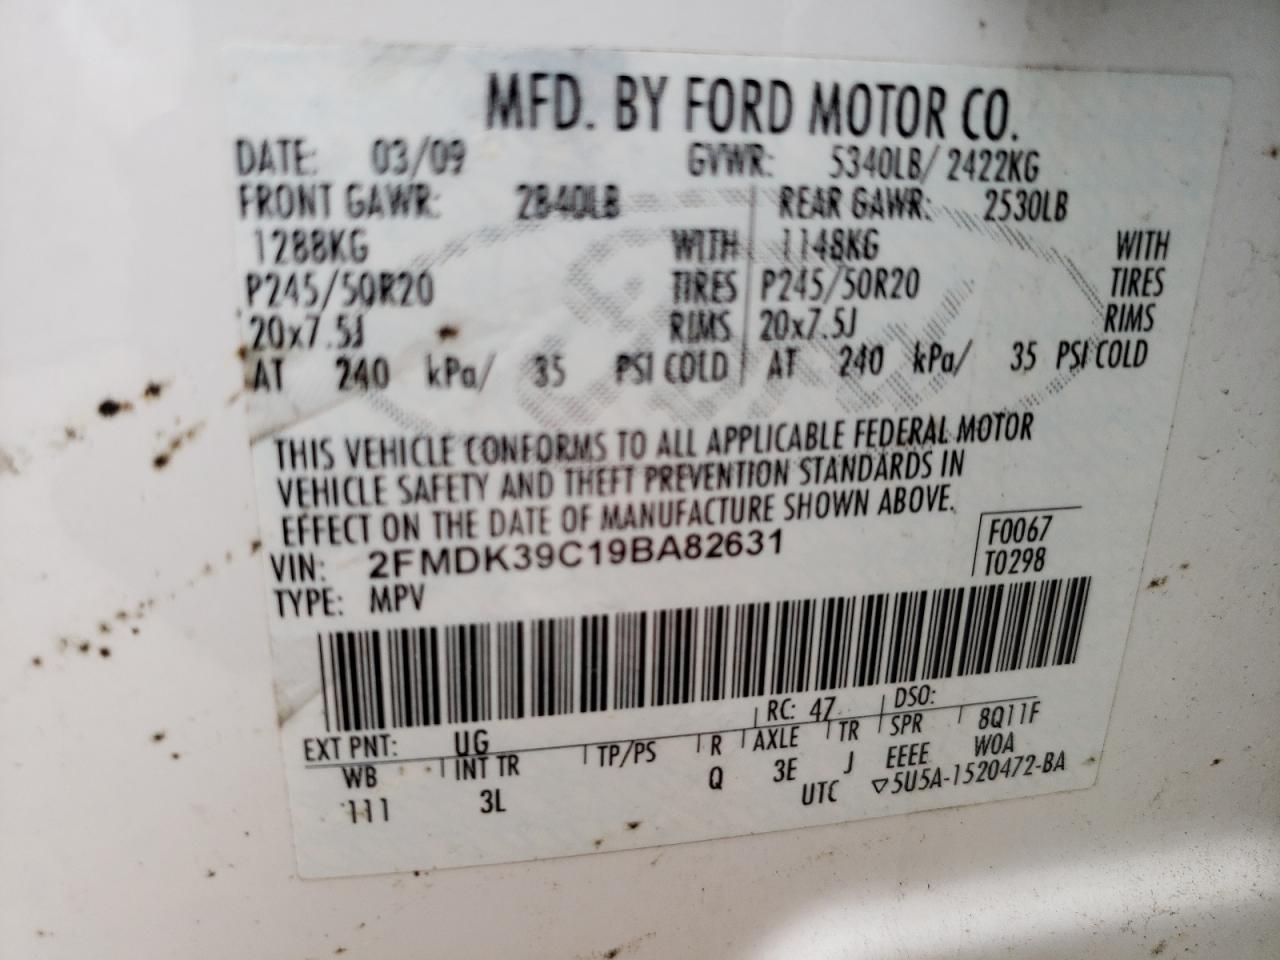 MFD. BY FORD MOTOR CO.
DATE: 03/09 GVWR: 5340LB/ 2422KG
FRONT GAWR: 2840LB REAR GAWR: 2530LB
1288KG WITH 1148KG WITH
P245/50R20 TIRES P245/50R20 TIRES
20x7.5J RIMS 20x7.5J RIMS
AT 240 kPa/ 35 PSI COLD AT 240 kPa/ 35 PSI COLD
THIS VEHICLE CONFORMS TO ALL APPLICABLE FEDERAL MOTOR
VEHICLE SAFETY AND THEFT PREVENTION STANDARDS IN
EFFECT ON THE DATE OF MANUFACTURE SHOWN ABOVE.
VIN: 2FMDK39C19BA82631 F0067
TYPE: MPV T0298
EXT PNT: UG RC: 47 DSO:
WB INT TR TP/PS R AXLE TR SPR 8Q11F
111 3L Q 3E J EEEE W0A
UTC ▽5U5A-1520472-BA